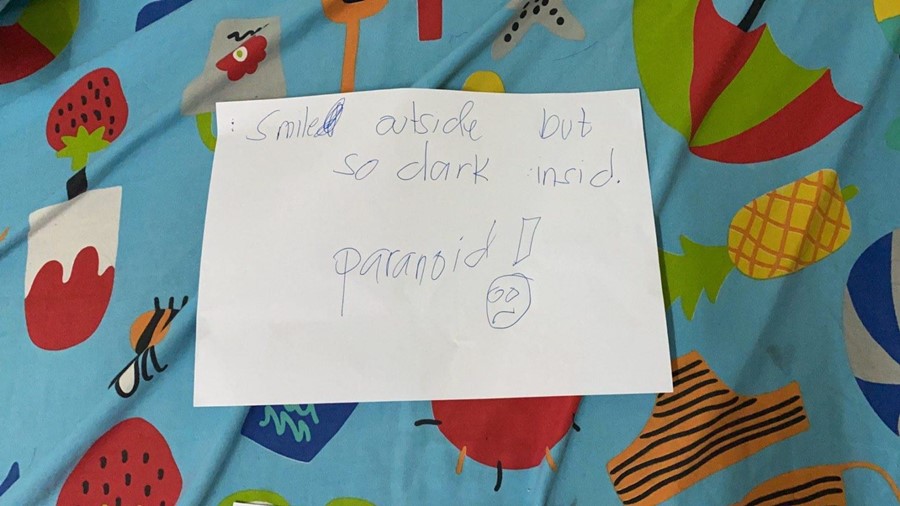 : Smile outside but
so dark insid.
paranoid!